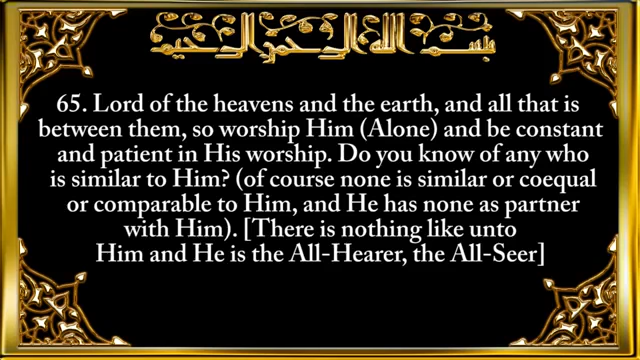 بسم الله الرحمن الرحيم
65. Lord of the heavens and the earth, and all that is
between them, so worship Him (Alone) and be constant
and patient in His worship. Do you know of any who
is similar to Him? (of course none is similar or coequal
or comparable to Him, and He has none as partner
with Him). [There is nothing like unto
Him and He is the All-Hearer, the All-Seer]